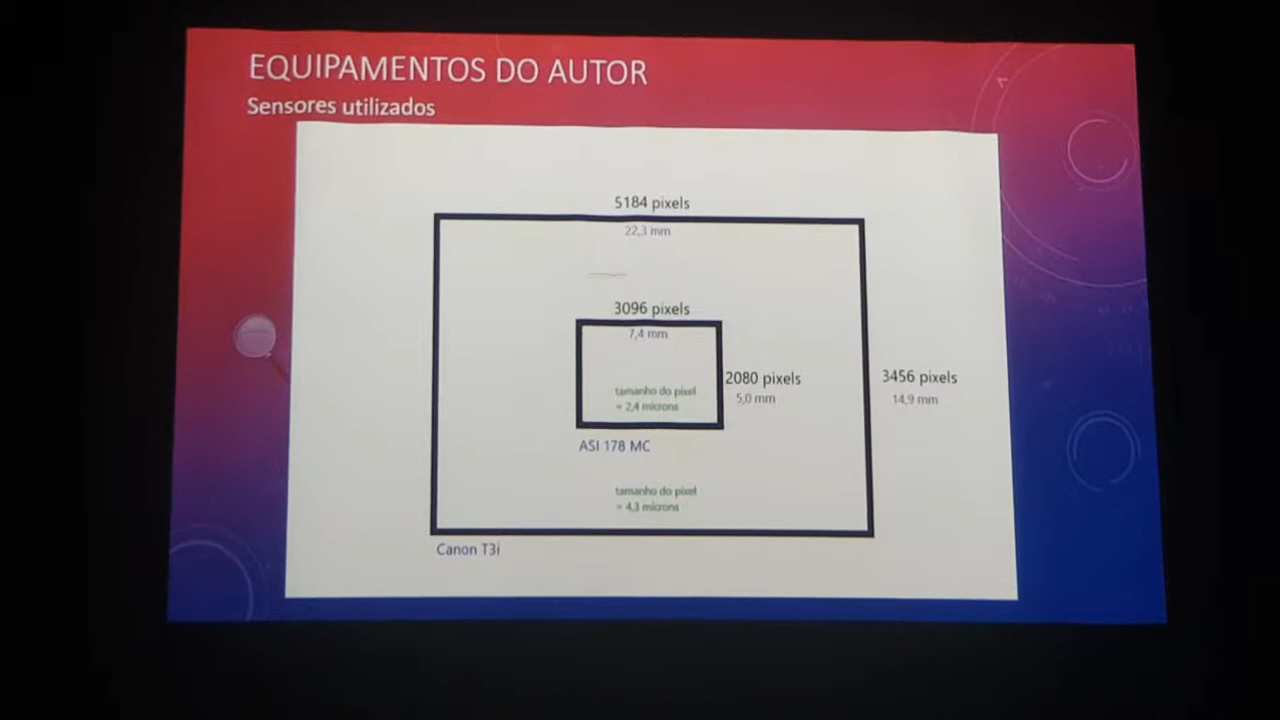 EQUIPAMENTOS DO AUTOR
Sensores utilizados
5184 pixels
22,3 mm
3096 pixels
7,4 mm
tamanho do pixel
= 2,4 microns
2080 pixels
5,0 mm
3456 pixels
14,9 mm
ASI 178 MC
tamanho do pixel
= 4,3 microns
Canon T3i